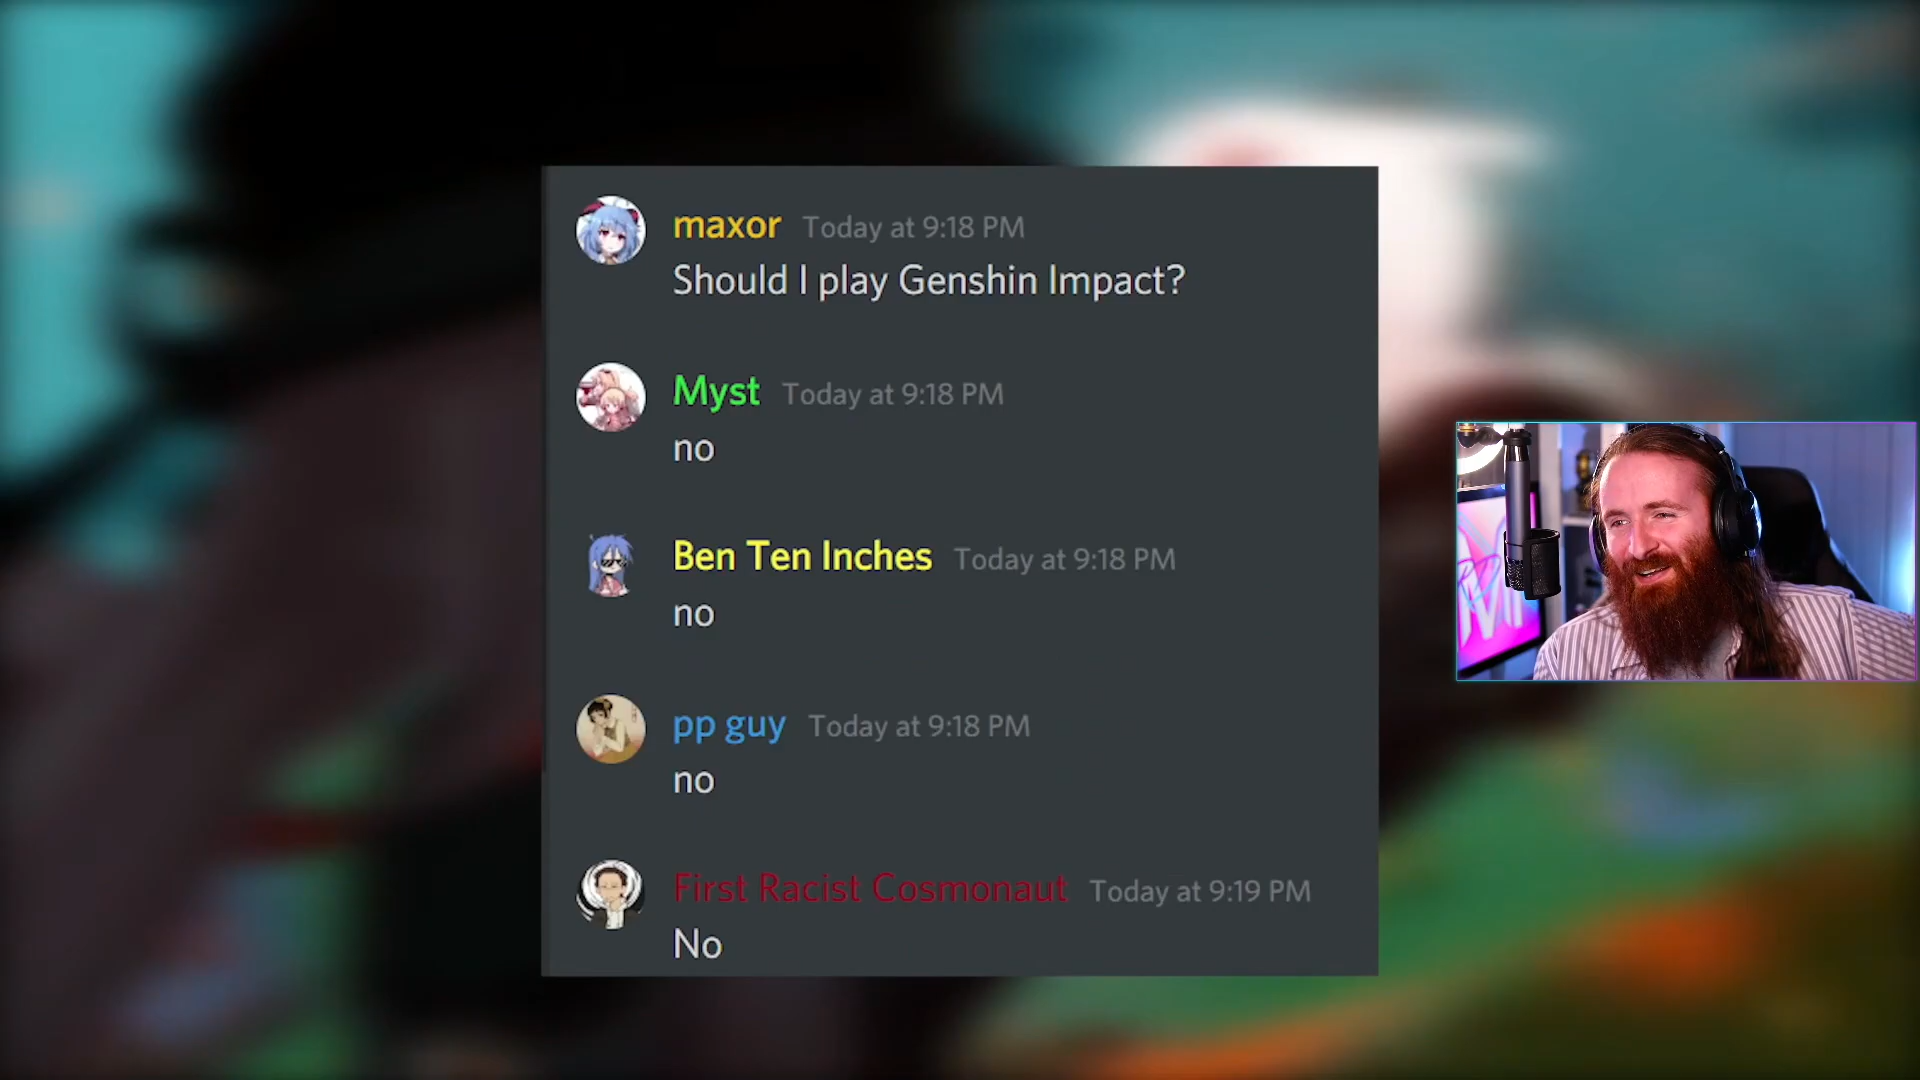 maxor Today at 9:18 PM
Should I play Genshin Impact?
Myst Today at 9:18 PM
no
Ben Ten Inches Today at 9:18 PM
no
pp guy Today at 9:18 PM
no
First Racist Cosmonaut Today at 9:19 PM
No